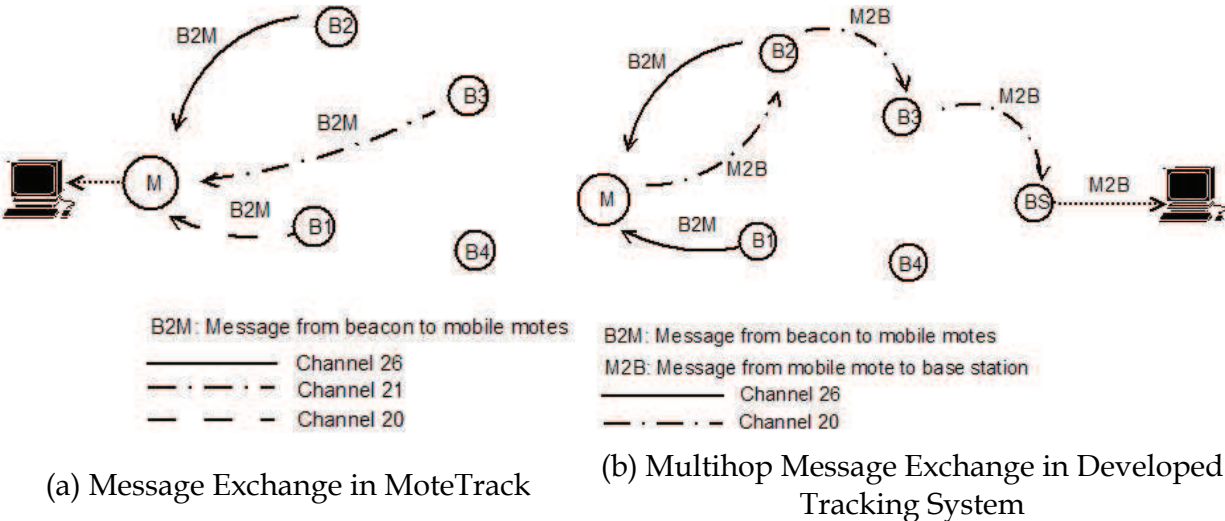 B2M
B2
B3
B2M
M
B2M
B1
B4
B2M: Message from beacon to mobile motes
Channel 26
Channel 21
Channel 20
(a) Message Exchange in MoteTrack
M2B
B2M
B2
M2B
B3
M2B
M
M2B
BS
B2M
B1
B4
B2M: Message from beacon to mobile motes
M2B: Message from mobile mote to base station
Channel 26
Channel 20
(b) Multihop Message Exchange in Developed
Tracking System